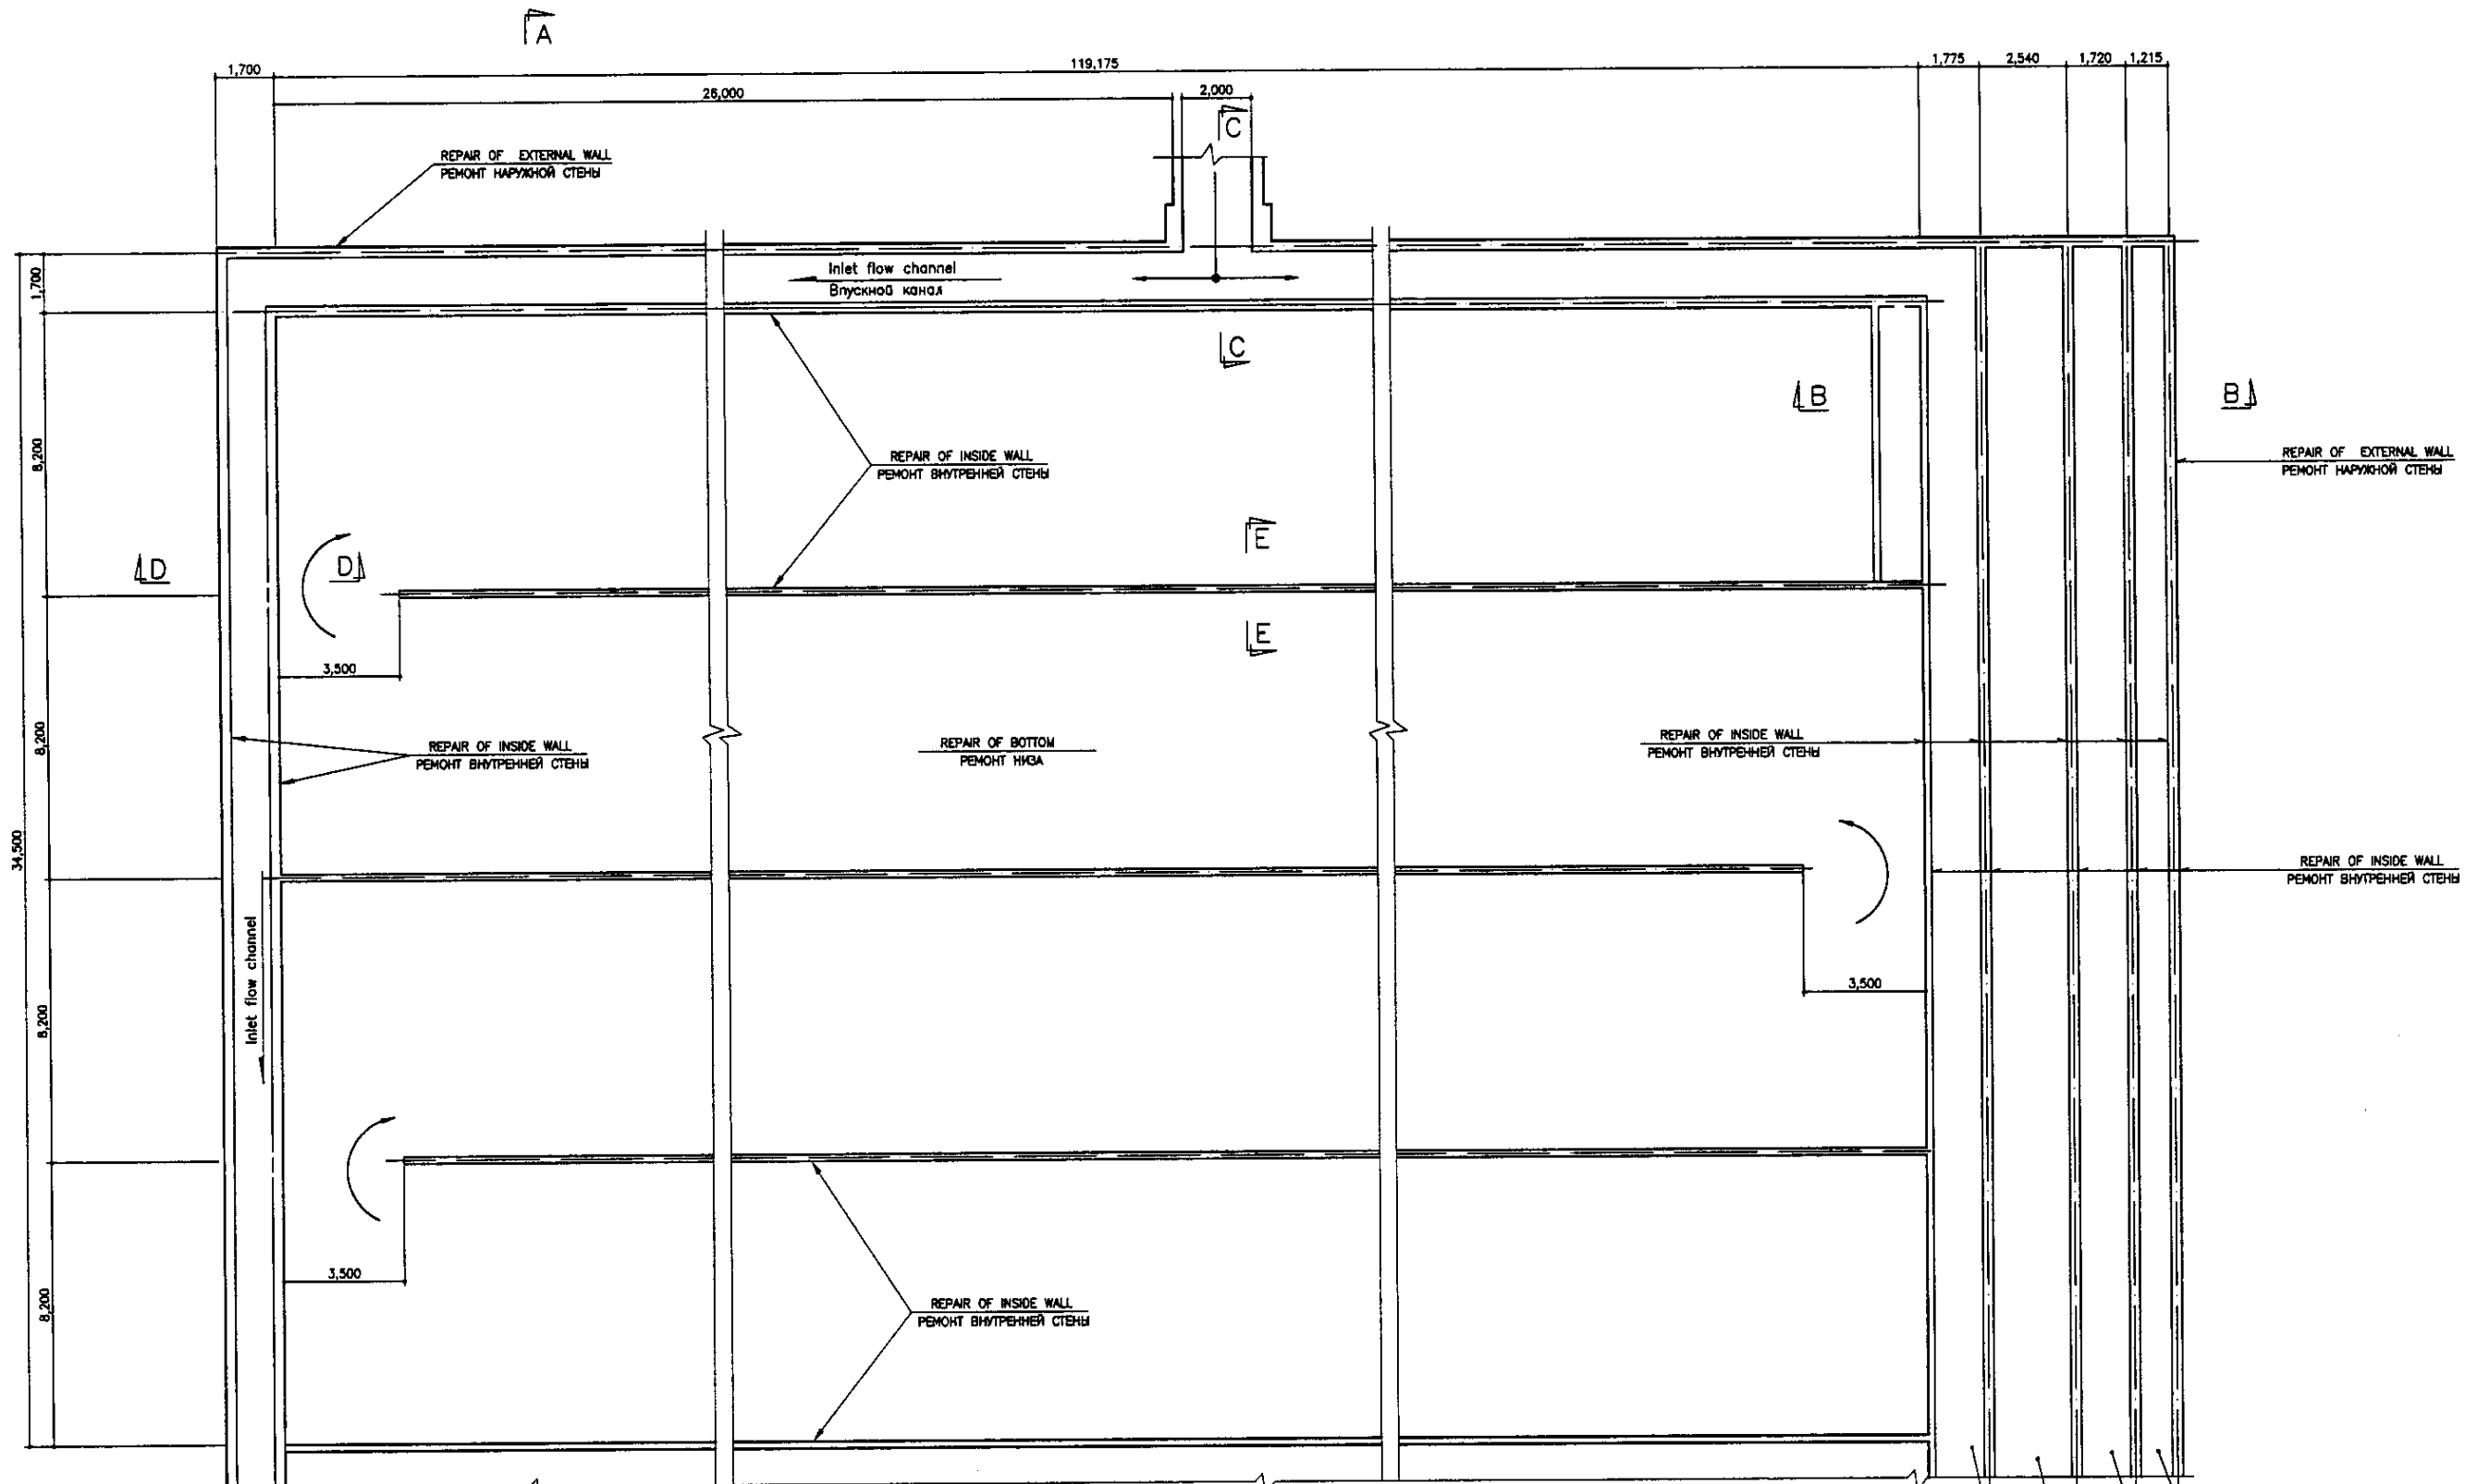 A
1,700
119,175
1,775
2,540
1,720
1,215
26,000
2,000
C
REPAIR OF EXTERNAL WALL
РЕМОНТ НАРУЖНОЙ СТЕНЫ
Inlet flow channel
Впускной канал
1,700
C
B
B
8,200
REPAIR OF INSIDE WALL
РЕМОНТ ВНУТРЕННЕЙ СТЕНЫ
REPAIR OF EXTERNAL WALL
РЕМОНТ НАРУЖНОЙ СТЕНЫ
E
D
D
E
3,500
8,200
REPAIR OF INSIDE WALL
РЕМОНТ ВНУТРЕННЕЙ СТЕНЫ
REPAIR OF BOTTOM
РЕМОНТ НИЗА
REPAIR OF INSIDE WALL
РЕМОНТ ВНУТРЕННЕЙ СТЕНЫ
34,500
REPAIR OF INSIDE WALL
РЕМОНТ ВНУТРЕННЕЙ СТЕНЫ
Inlet flow channel
3,500
8,200
3,500
8,200
REPAIR OF INSIDE WALL
РЕМОНТ ВНУТРЕННЕЙ СТЕНЫ